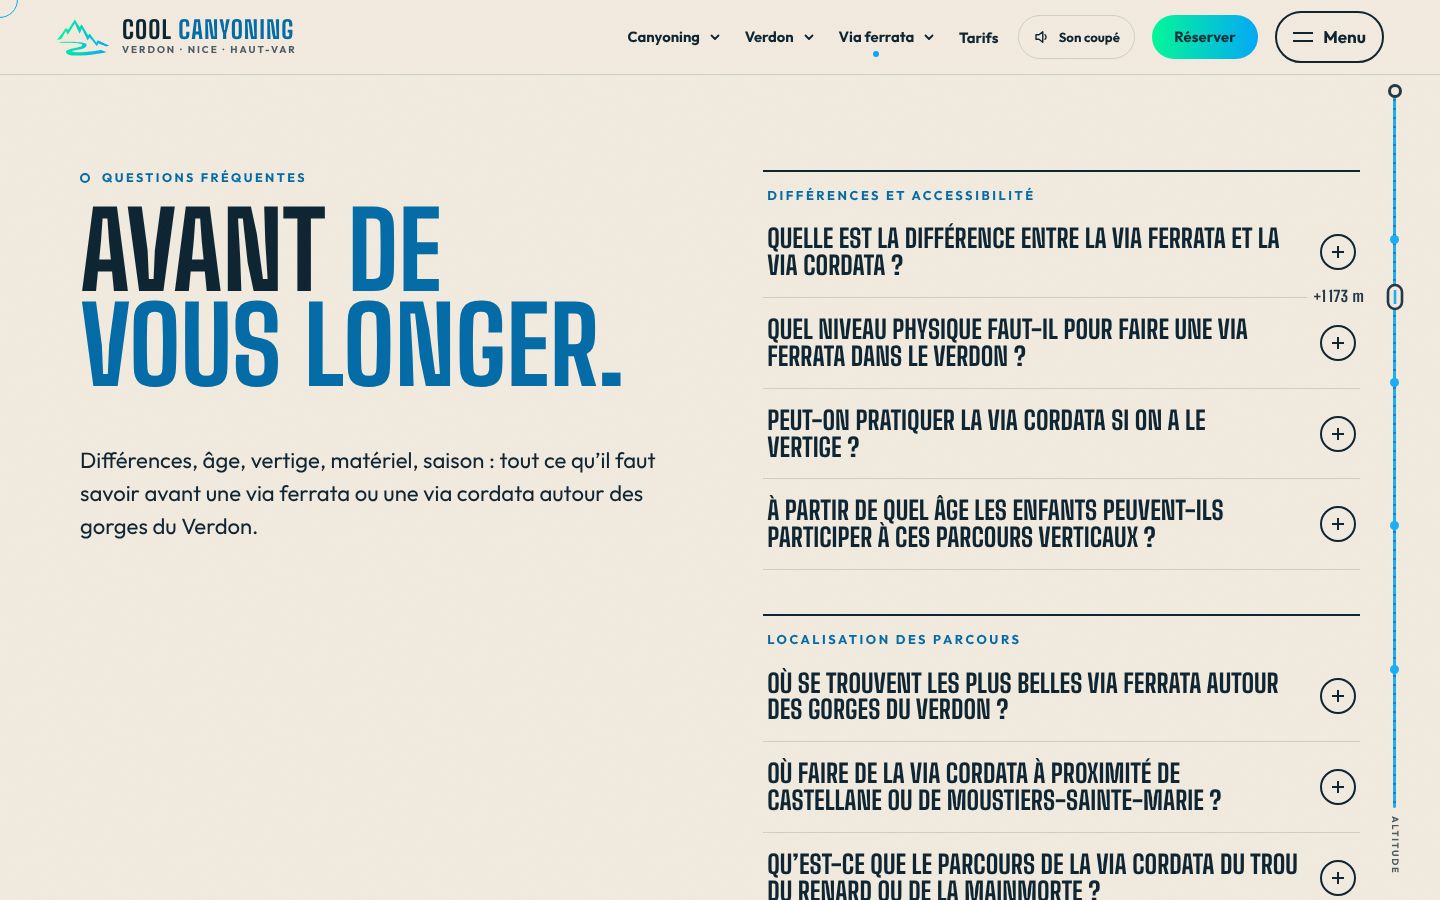 COOL CANYONING
VERDON · NICE · HAUT-VAR
Canyoning
Verdon
Via ferrata
Tarifs
Son coupé
Réserver
Menu
QUESTIONS FRÉQUENTES
AVANT DE
VOUS LONGER.
Différences, âge, vertige, matériel, saison : tout ce qu’il faut
savoir avant une via ferrata ou une via cordata autour des
gorges du Verdon.
DIFFÉRENCES ET ACCESSIBILITÉ
QUELLE EST LA DIFFÉRENCE ENTRE LA VIA FERRATA ET LA
VIA CORDATA ?
+1 173 m
QUEL NIVEAU PHYSIQUE FAUT-IL POUR FAIRE UNE VIA
FERRATA DANS LE VERDON ?
PEUT-ON PRATIQUER LA VIA CORDATA SI ON A LE
VERTIGE ?
À PARTIR DE QUEL ÂGE LES ENFANTS PEUVENT-ILS
PARTICIPER À CES PARCOURS VERTICAUX ?
LOCALISATION DES PARCOURS
OÙ SE TROUVENT LES PLUS BELLES VIA FERRATA AUTOUR
DES GORGES DU VERDON ?
OÙ FAIRE DE LA VIA CORDATA À PROXIMITÉ DE
CASTELLANE OU DE MOUSTIERS-SAINTE-MARIE ?
QU’EST-CE QUE LE PARCOURS DE LA VIA CORDATA DU TROU
DU RENARD OU DE LA MAINMORTE ?
ALTITUDE